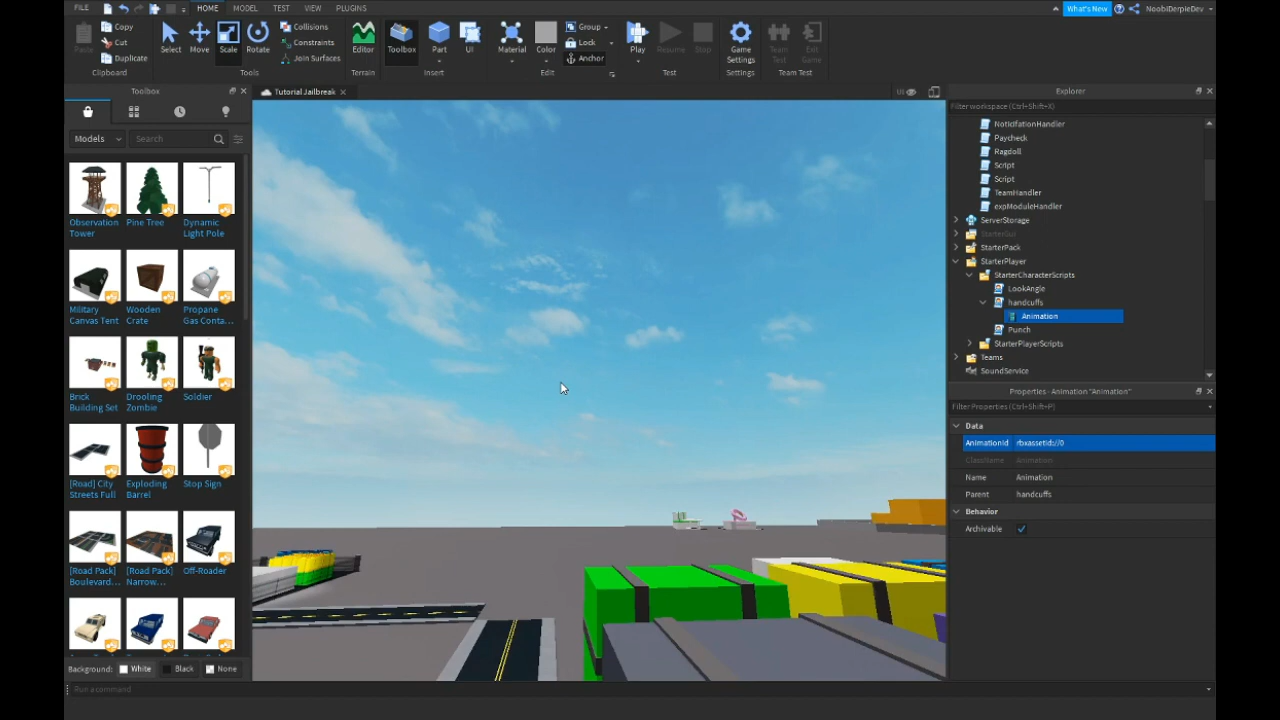 FILE HOME MODEL TEST VIEW PLUGINS What's New NoobiDerpieDev
Copy Collisions Group
Cut Constraints Lock
Paste Duplicate Select Move Scale Rotate Join Surfaces Editor Toolbox Part UI Material Color Anchor Play Resume Stop Game Settings Team Test Exit Game
Clipboard Tools Terrain Insert Edit Test Settings Team Test
Toolbox
Models Search
Observation Tower
Pine Tree
Dynamic Light Pole
Military Canvas Tent
Wooden Crate
Propane Gas Conta...
Brick Building Set
Drooling Zombie
Soldier
[Road] City Streets Full
Exploding Barrel
Stop Sign
[Road Pack] Boulevard...
[Road Pack] Narrow...
Off-Roader
Background: White Black None
Run a command
Tutorial Jailbreak
UI
Explorer
Filter workspace (Ctrl+Shift+X)
NoticifationHandler
Paycheck
Ragdoll
Script
Script
TeamHandler
expModuleHandler
ServerStorage
StarterGui
StarterPack
StarterPlayer
StarterCharacterScripts
LookAngle
handcuffs
Animation
Punch
StarterPlayerScripts
Teams
SoundService
Properties - Animation "Animation"
Filter Properties (Ctrl+Shift+P)
Data
AnimationId rbxassetid://0
ClassName Animation
Name Animation
Parent handcuffs
Behavior
Archivable